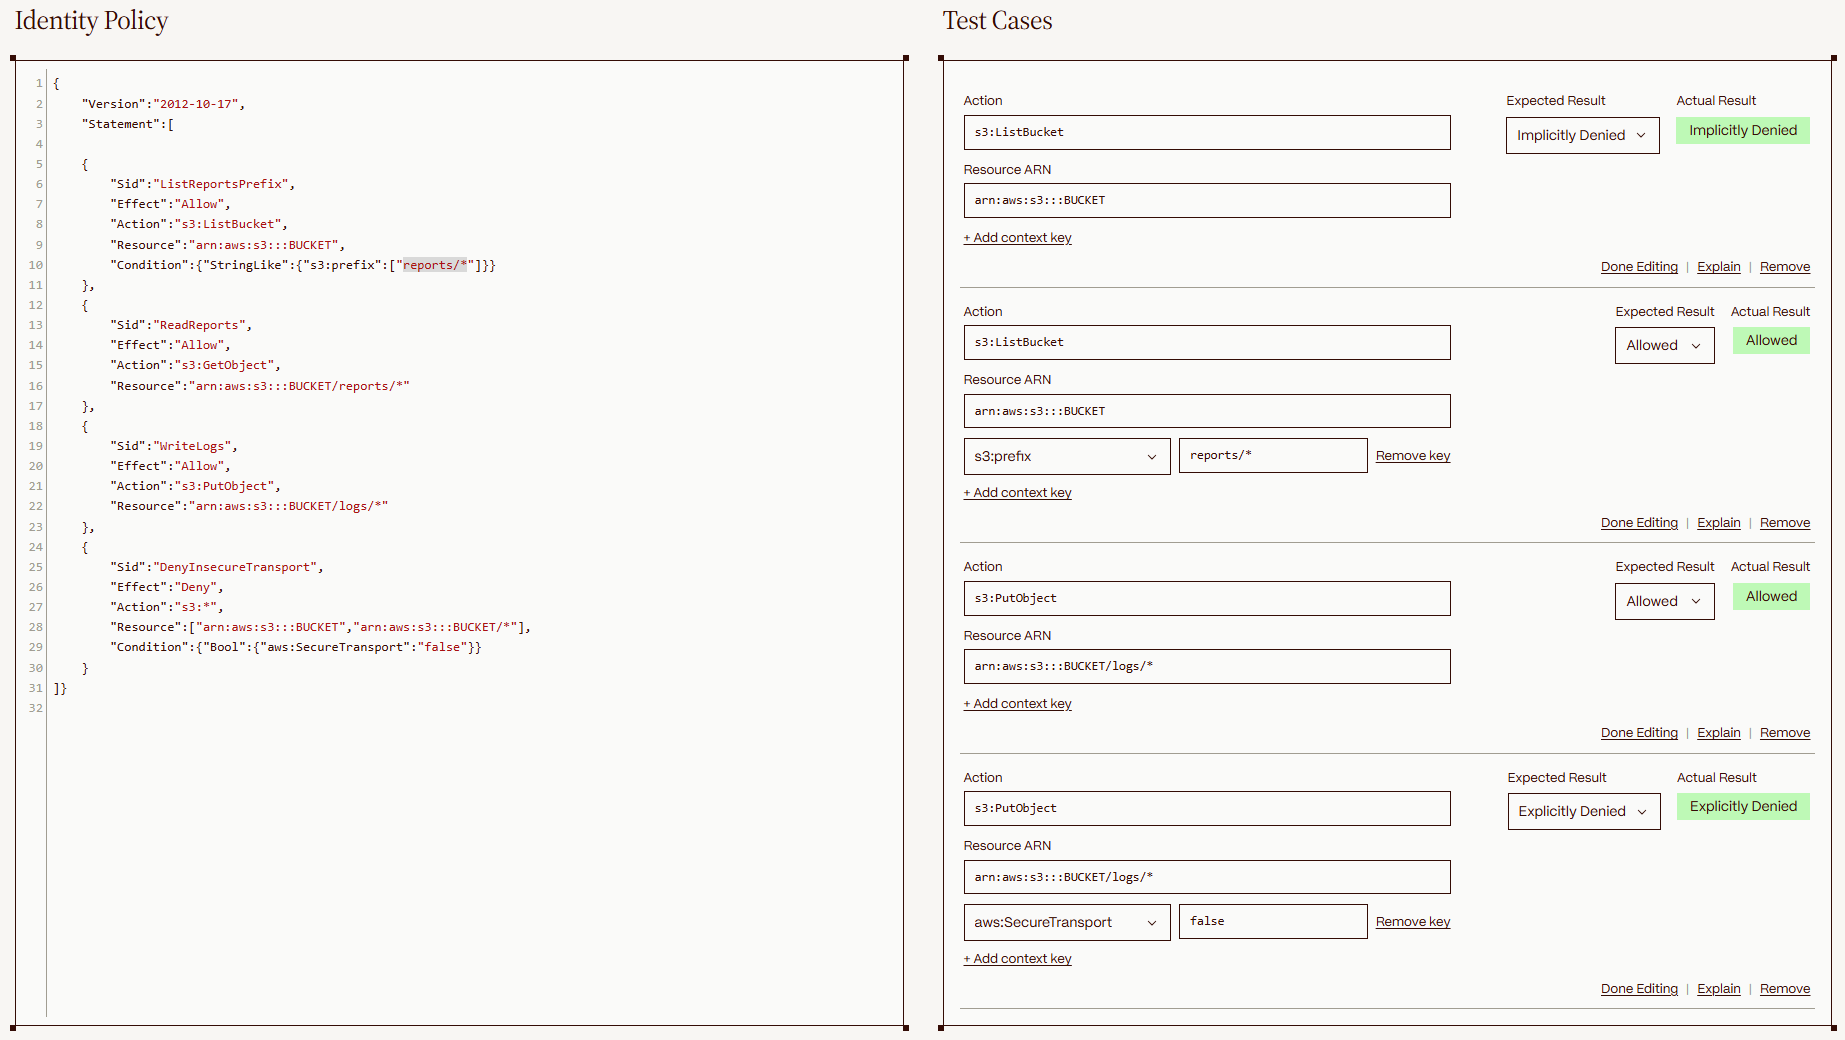 Identity Policy
1 {
2     "Version":"2012-10-17",
3     "Statement":[
4
5     {
6         "Sid":"ListReportsPrefix",
7         "Effect":"Allow",
8         "Action":"s3:ListBucket",
9         "Resource":"arn:aws:s3:::BUCKET",
10         "Condition":{"StringLike":{"s3:prefix":["reports/*"]}}
11     },
12     {
13         "Sid":"ReadReports",
14         "Effect":"Allow",
15         "Action":"s3:GetObject",
16         "Resource":"arn:aws:s3:::BUCKET/reports/*"
17     },
18     {
19         "Sid":"WriteLogs",
20         "Effect":"Allow",
21         "Action":"s3:PutObject",
22         "Resource":"arn:aws:s3:::BUCKET/logs/*"
23     },
24     {
25         "Sid":"DenyInsecureTransport",
26         "Effect":"Deny",
27         "Action":"s3:*",
28         "Resource":["arn:aws:s3:::BUCKET","arn:aws:s3:::BUCKET/*"],
29         "Condition":{"Bool":{"aws:SecureTransport":"false"}}
30     }
31 ]}
32
Test Cases
Action Expected Result Actual Result
s3:ListBucket Implicitly Denied Implicitly Denied
Resource ARN
arn:aws:s3:::BUCKET
+ Add context key
Done Editing | Explain | Remove
Action Expected Result Actual Result
s3:ListBucket Allowed Allowed
Resource ARN
arn:aws:s3:::BUCKET
s3:prefix reports/* Remove key
+ Add context key
Done Editing | Explain | Remove
Action Expected Result Actual Result
s3:PutObject Allowed Allowed
Resource ARN
arn:aws:s3:::BUCKET/logs/*
+ Add context key
Done Editing | Explain | Remove
Action Expected Result Actual Result
s3:PutObject Explicitly Denied Explicitly Denied
Resource ARN
arn:aws:s3:::BUCKET/logs/*
aws:SecureTransport false Remove key
+ Add context key
Done Editing | Explain | Remove